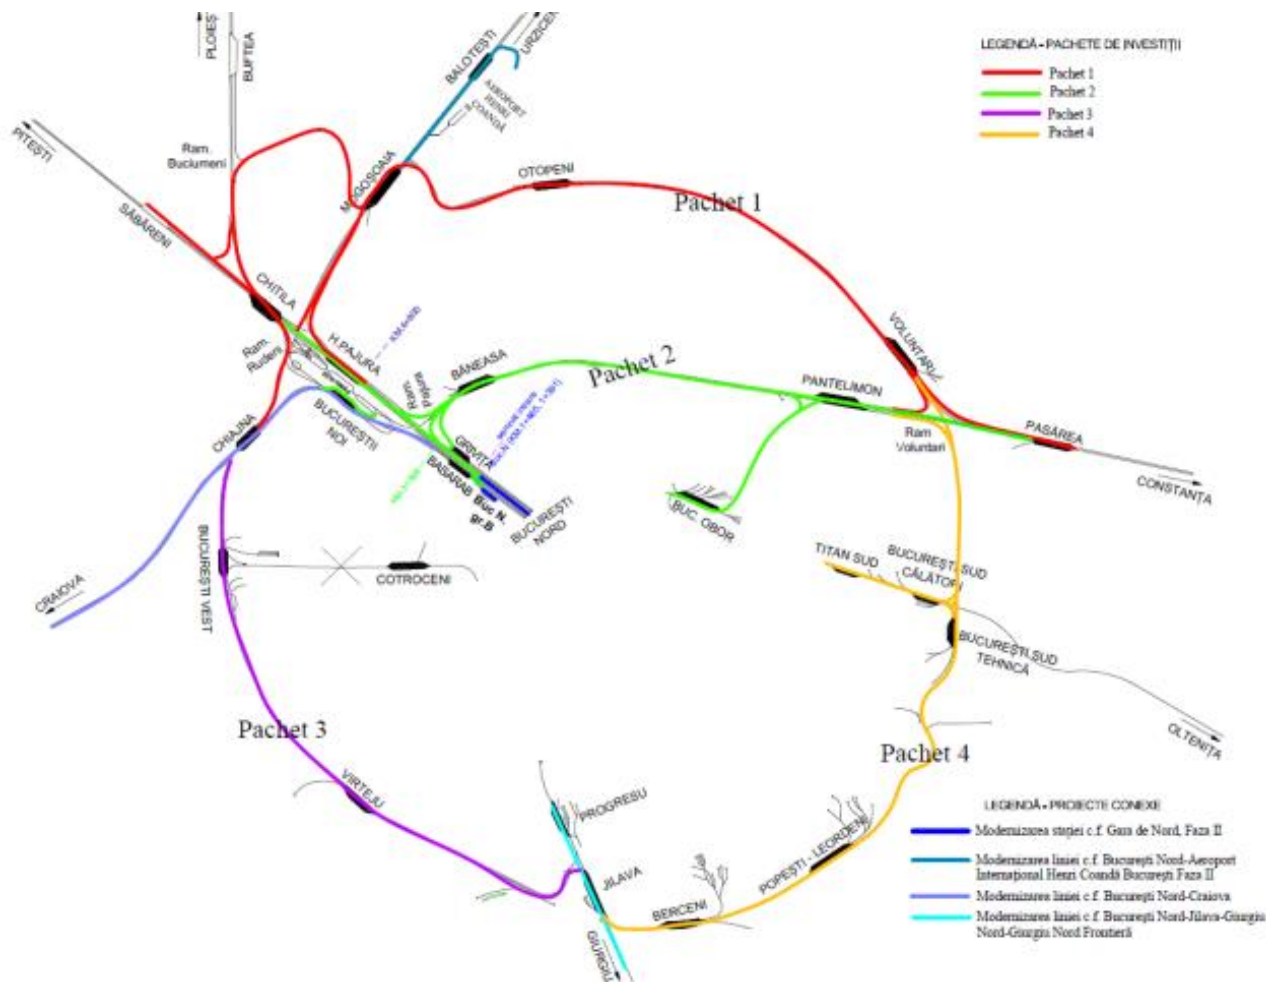 PLOIEȘ
BUFTEA
BALOTEȘTI
URZICEN
AEROPORT
HENRI
COANDĂ
LEGENDĂ - PACHETE DE INVESTIȚII
Pachet 1
Pachet 2
Pachet 3
Pachet 4
PITEȘTI
Ram.
Buciumeni
MOGOȘOAIA
OTOPENI
Pachet 1
SĂBĂRENI
CHITILA
Ram.
Rudeni
H.PAJURA
Ram.
Pajura
BĂNEASA
Pachet 2
VOLUNTARI
PANTELIMON
Ram
Voluntari
PASĂREA
CONSTANȚA
CHIAJNA
BUCUREȘTII
NOI
GRIVIȚA
BASARAB
Buc N.
gr.B
BUCUREȘTI
NORD
BUC. OBOR
CRAIOVA
BUCUREȘTI VEST
COTROCENI
TITAN SUD
BUCUREȘTI SUD
CĂLĂTORI
BUCUREȘTI SUD
TEHNICĂ
OLTENIȚA
Pachet 3
Pachet 4
VIRTEJU
PROGRESU
JILAVA
GIURGIU
BERCENI
POPEȘTI - LEORDENI
LEGENDĂ - PROIECTE CONEXE
Modernizarea stației c.f. Gara de Nord, Faza II
Modernizarea liniei c.f. București Nord-Aeroport
Internațional Henri Coandă București Faza II
Modernizarea liniei c.f. București Nord-Craiova
Modernizarea liniei c.f. București Nord-Jilava-Giurgiu
Nord-Giurgiu Nord Frontieră